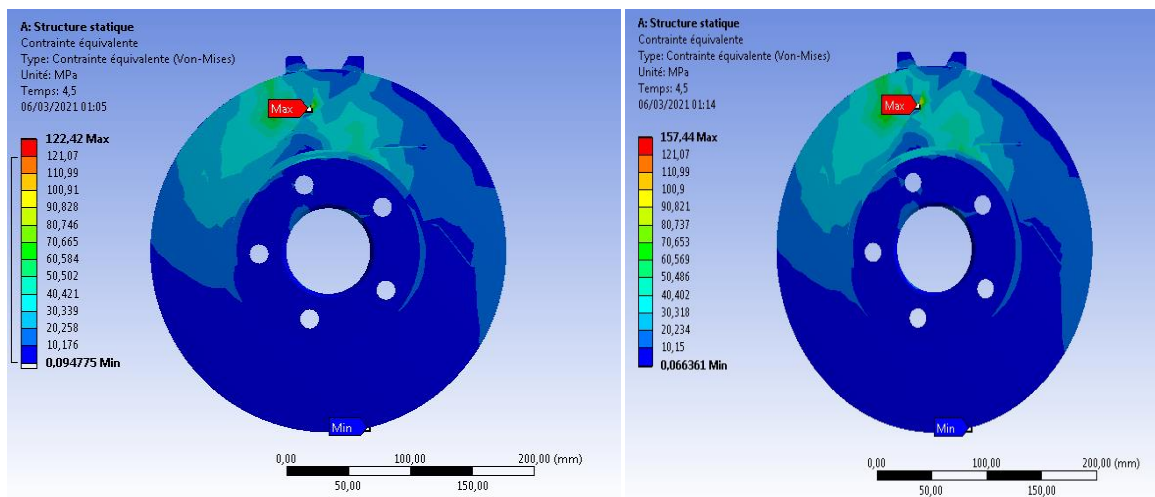 A: Structure statique
Contrainte équivalente
Type: Contrainte équivalente (Von-Mises)
Unité: MPa
Temps: 4,5
06/03/2021 01:05
122,42 Max
121,07
110,99
100,91
90,828
80,746
70,665
60,584
50,502
40,421
30,339
20,258
10,176
0,094775 Min
Max
Min
0,00 100,00 200,00 (mm)
50,00 150,00
A: Structure statique
Contrainte équivalente
Type: Contrainte équivalente (Von-Mises)
Unité: MPa
Temps: 4,5
06/03/2021 01:14
157,44 Max
121,07
110,99
100,9
90,821
80,737
70,653
60,569
50,486
40,402
30,318
20,234
10,15
0,066361 Min
Max
Min
0,00 100,00 200,00 (mm)
50,00 150,00